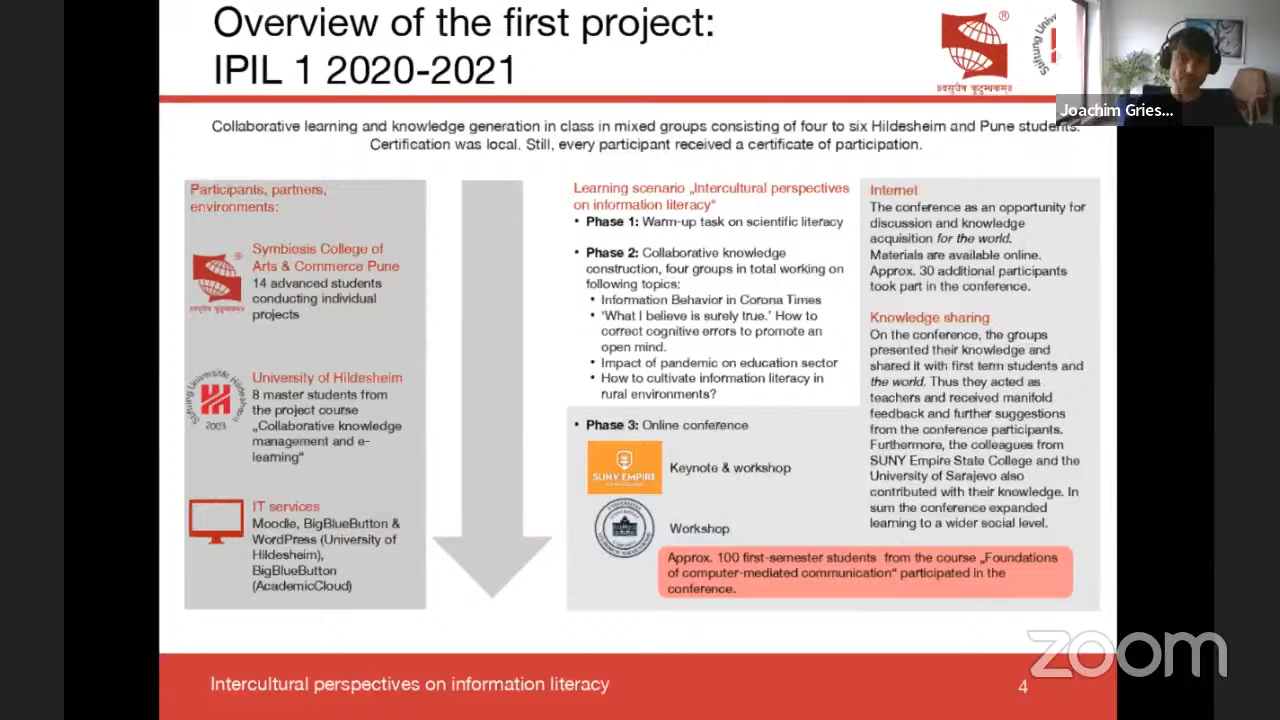 Overview of the first project:
IPIL 1 2020-2021
®
॥वसुधैव कुटुम्बकम्॥
Stiftung Unive
Joachim Gries...
Collaborative learning and knowledge generation in class in mixed groups consisting of four to six Hildesheim and Pune students.
Certification was local. Still, every participant received a certificate of participation.
Participants, partners,
environments:
Symbiosis College of
Arts & Commerce Pune
14 advanced students
conducting individual
projects
University of Hildesheim
8 master students from
the project course
„Collaborative knowledge
management and e-
learning“
Stiftung Universität Hildesheim
2003
IT services
Moodle, BigBlueButton &
WordPress (University of
Hildesheim),
BigBlueButton
(AcademicCloud)
Learning scenario „Intercultural perspectives
on information literacy“
• Phase 1: Warm-up task on scientific literacy
• Phase 2: Collaborative knowledge
construction, four groups in total working on
following topics:
• Information Behavior in Corona Times
• ‘What I believe is surely true.’ How to
correct cognitive errors to promote an
open mind.
• Impact of pandemic on education sector
• How to cultivate information literacy in
rural environments?
• Phase 3: Online conference
SUNY EMPIRE
Keynote & workshop
Workshop
Approx. 100 first-semester students from the course „Foundations
of computer-mediated communication“ participated in the
conference.
Internet
The conference as an opportunity for
discussion and knowledge
acquisition for the world.
Materials are available online.
Approx. 30 additional participants
took part in the conference.
Knowledge sharing
On the conference, the groups
presented their knowledge and
shared it with first term students and
the world. Thus they acted as
teachers and received manifold
feedback and further suggestions
from the conference participants.
Furthermore, the colleagues from
SUNY Empire State College and the
University of Sarajevo also
contributed with their knowledge. In
sum the conference expanded
learning to a wider social level.
zoom
Intercultural perspectives on information literacy
4